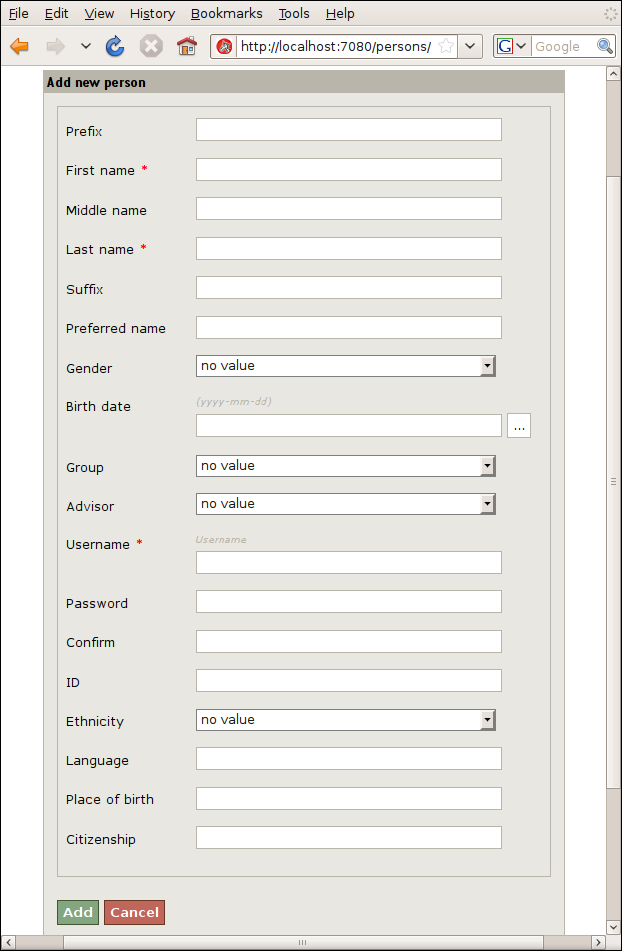 File Edit View History Bookmarks Tools Help
http://localhost:7080/persons/ G Google
Add new person
Prefix
First name *
Middle name
Last name *
Suffix
Preferred name
Gender no value
Birth date (yyyy-mm-dd)
...
Group no value
Advisor no value
Username * Username
Password
Confirm
ID
Ethnicity no value
Language
Place of birth
Citizenship
Add Cancel